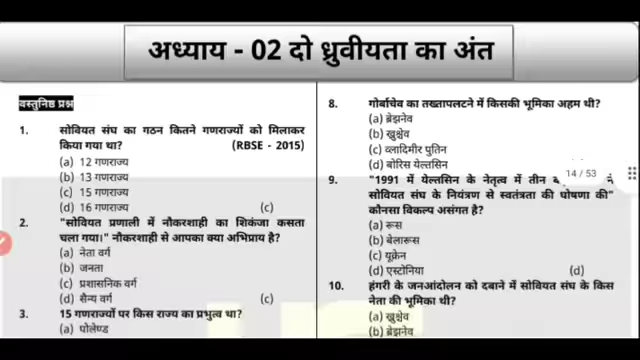 अध्याय - 02 दो ध्रुवीयता का अंत
वस्तुनिष्ठ प्रश्न
1. सोवियत संघ का गठन कितने गणराज्यों को मिलाकर
किया गया था? (RBSE - 2015)
(a) 12 गणराज्य
(b) 13 गणराज्य
(c) 15 गणराज्य
(d) 16 गणराज्य (c)
2. "सोवियत प्रणाली में नौकरशाही का शिकंजा कसता
चला गया।" नौकरशाही से आपका क्या अभिप्राय है?
(a) नेता वर्ग
(b) जनता
(c) प्रशासनिक वर्ग
(d) सैन्य वर्ग (c)
3. 15 गणराज्यों पर किस राज्य का प्रभुत्व था?
(a) पोलेण्ड
8. गोर्बाचेव का तख्तापलटने में किसकी भूमिका अहम थी?
(a) ब्रेझनेव
(b) खुश्चेव
(c) व्लादिमीर पुतिन
(d) बोरिस येल्तसिन
14 / 53
9. "1991 में येल्तसिन के नेतृत्व में तीन ने
सोवियत संघ के नियंत्रण से स्वतंत्रता की घोषणा की"
कौनसा विकल्प असंगत है?
(a) रूस
(b) बेलारूस
(c) यूक्रेन
(d) एस्टोनिया (d)
10. हंगरी के जनआंदोलन को दबाने में सोवियत संघ के किस
नेता की भूमिका थी?
(a) खुश्चेव
(b) ब्रेझनेव